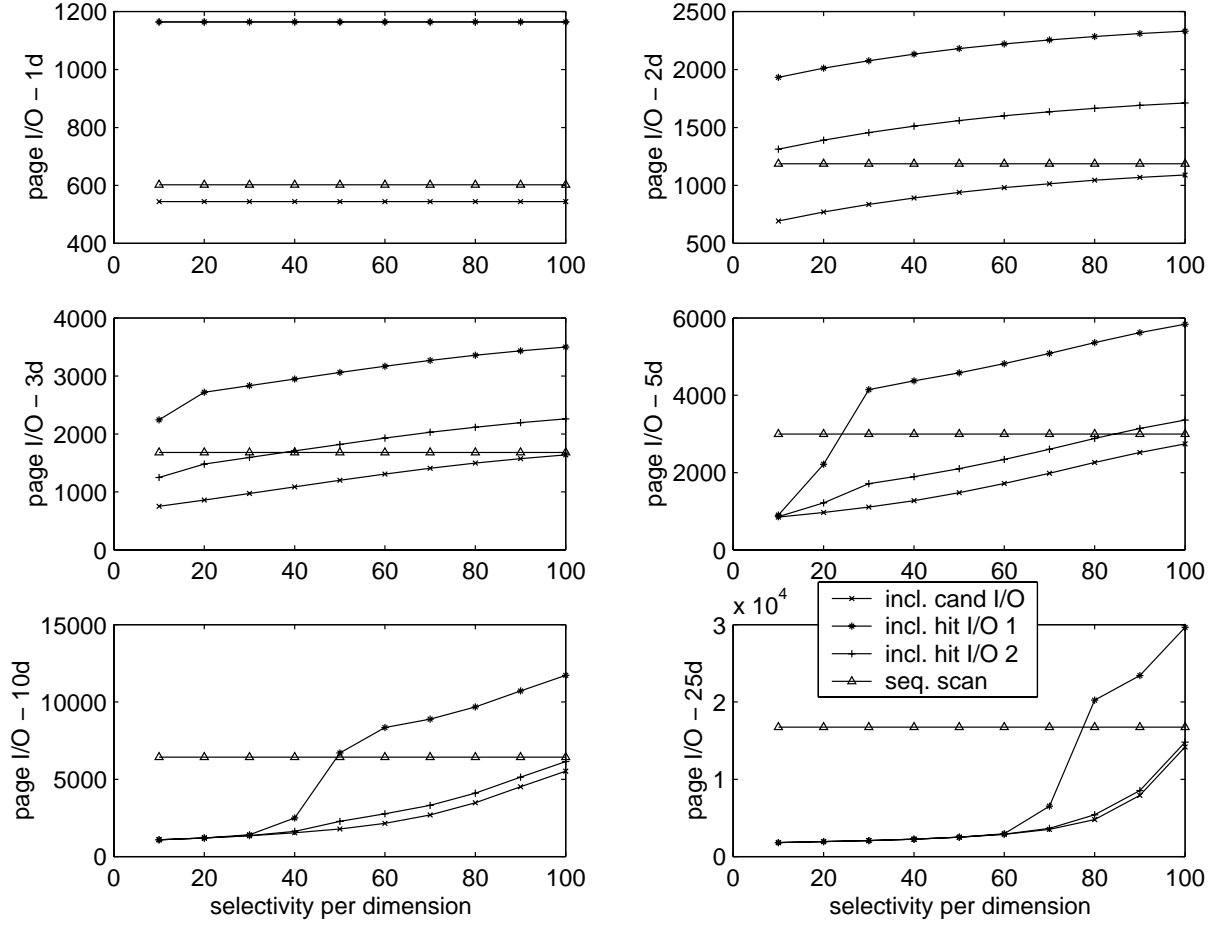 1200
1000
800
600
400
page I/O − 1d
0 20 40 60 80 100
2500
2000
1500
1000
500
page I/O − 2d
0 20 40 60 80 100
4000
3000
2000
1000
0
page I/O − 3d
0 20 40 60 80 100
6000
4000
2000
0
page I/O − 5d
0 20 40 60 80 100
15000
10000
5000
0
page I/O − 10d
0 20 40 60 80 100
selectivity per dimension
x 10^4
3
2
1
0
page I/O − 25d
0 20 40 60 80 100
selectivity per dimension
incl. cand I/O
incl. hit I/O 1
incl. hit I/O 2
seq. scan